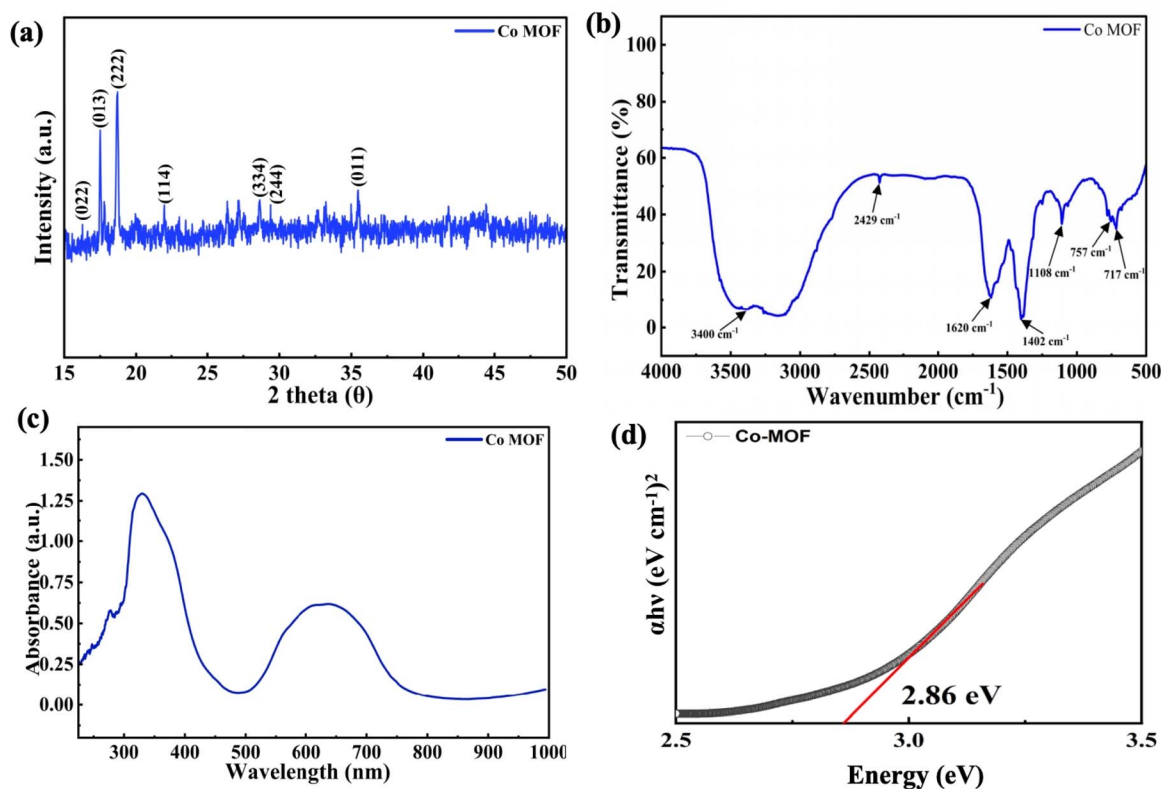 (a)
Co MOF
(022)
(013)
(222)
(114)
(334)
(244)
(011)
Intensity (a.u.)
15 20 25 30 35 40 45 50
2 theta (θ)
(b)
Co MOF
100
80
60
40
20
0
Transmittance (%)
3400 cm-1
2429 cm-1
1620 cm-1
1402 cm-1
1108 cm-1
757 cm-1
717 cm-1
4000 3500 3000 2500 2000 1500 1000 500
Wavenumber (cm-1)
(c)
Co MOF
1.50
1.25
1.00
0.75
0.50
0.25
0.00
Absorbance (a.u.)
300 400 500 600 700 800 900 1000
Wavelength (nm)
(d)
Co-MOF
αhν (eV cm-1)2
2.86 eV
2.5 3.0 3.5
Energy (eV)